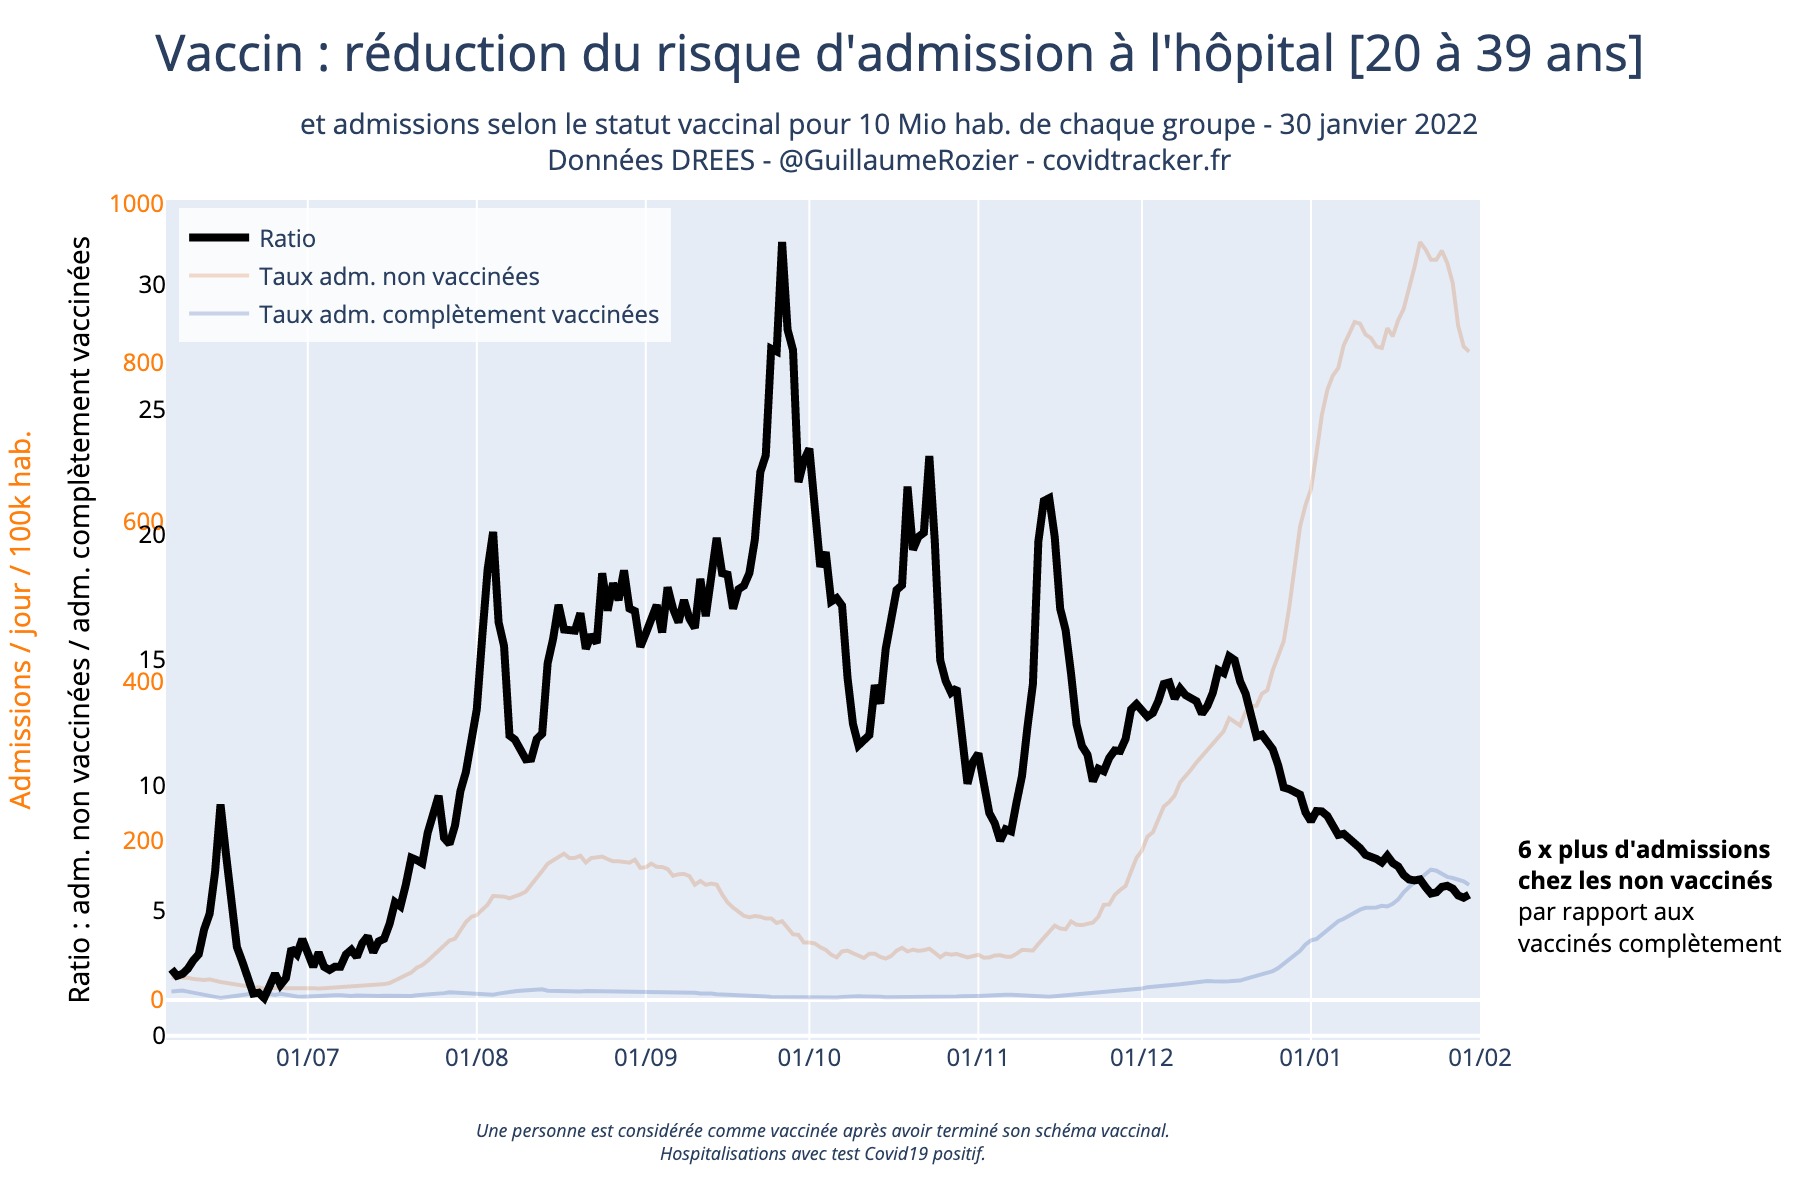 Vaccin : réduction du risque d'admission à l'hôpital [20 à 39 ans]
et admissions selon le statut vaccinal pour 10 Mio hab. de chaque groupe - 30 janvier 2022
Données DREES - @GuillaumeRozier - covidtracker.fr
Admissions / jour / 100k hab.
Ratio : adm. non vaccinées / adm. complètement vaccinées
1000
800
600
400
200
0
30
25
20
15
10
5
0
Ratio
Taux adm. non vaccinées
Taux adm. complètement vaccinées
6 x plus d'admissions
chez les non vaccinés
par rapport aux
vaccinés complètement
01/07 01/08 01/09 01/10 01/11 01/12 01/01 01/02
Une personne est considérée comme vaccinée après avoir terminé son schéma vaccinal.
Hospitalisations avec test Covid19 positif.